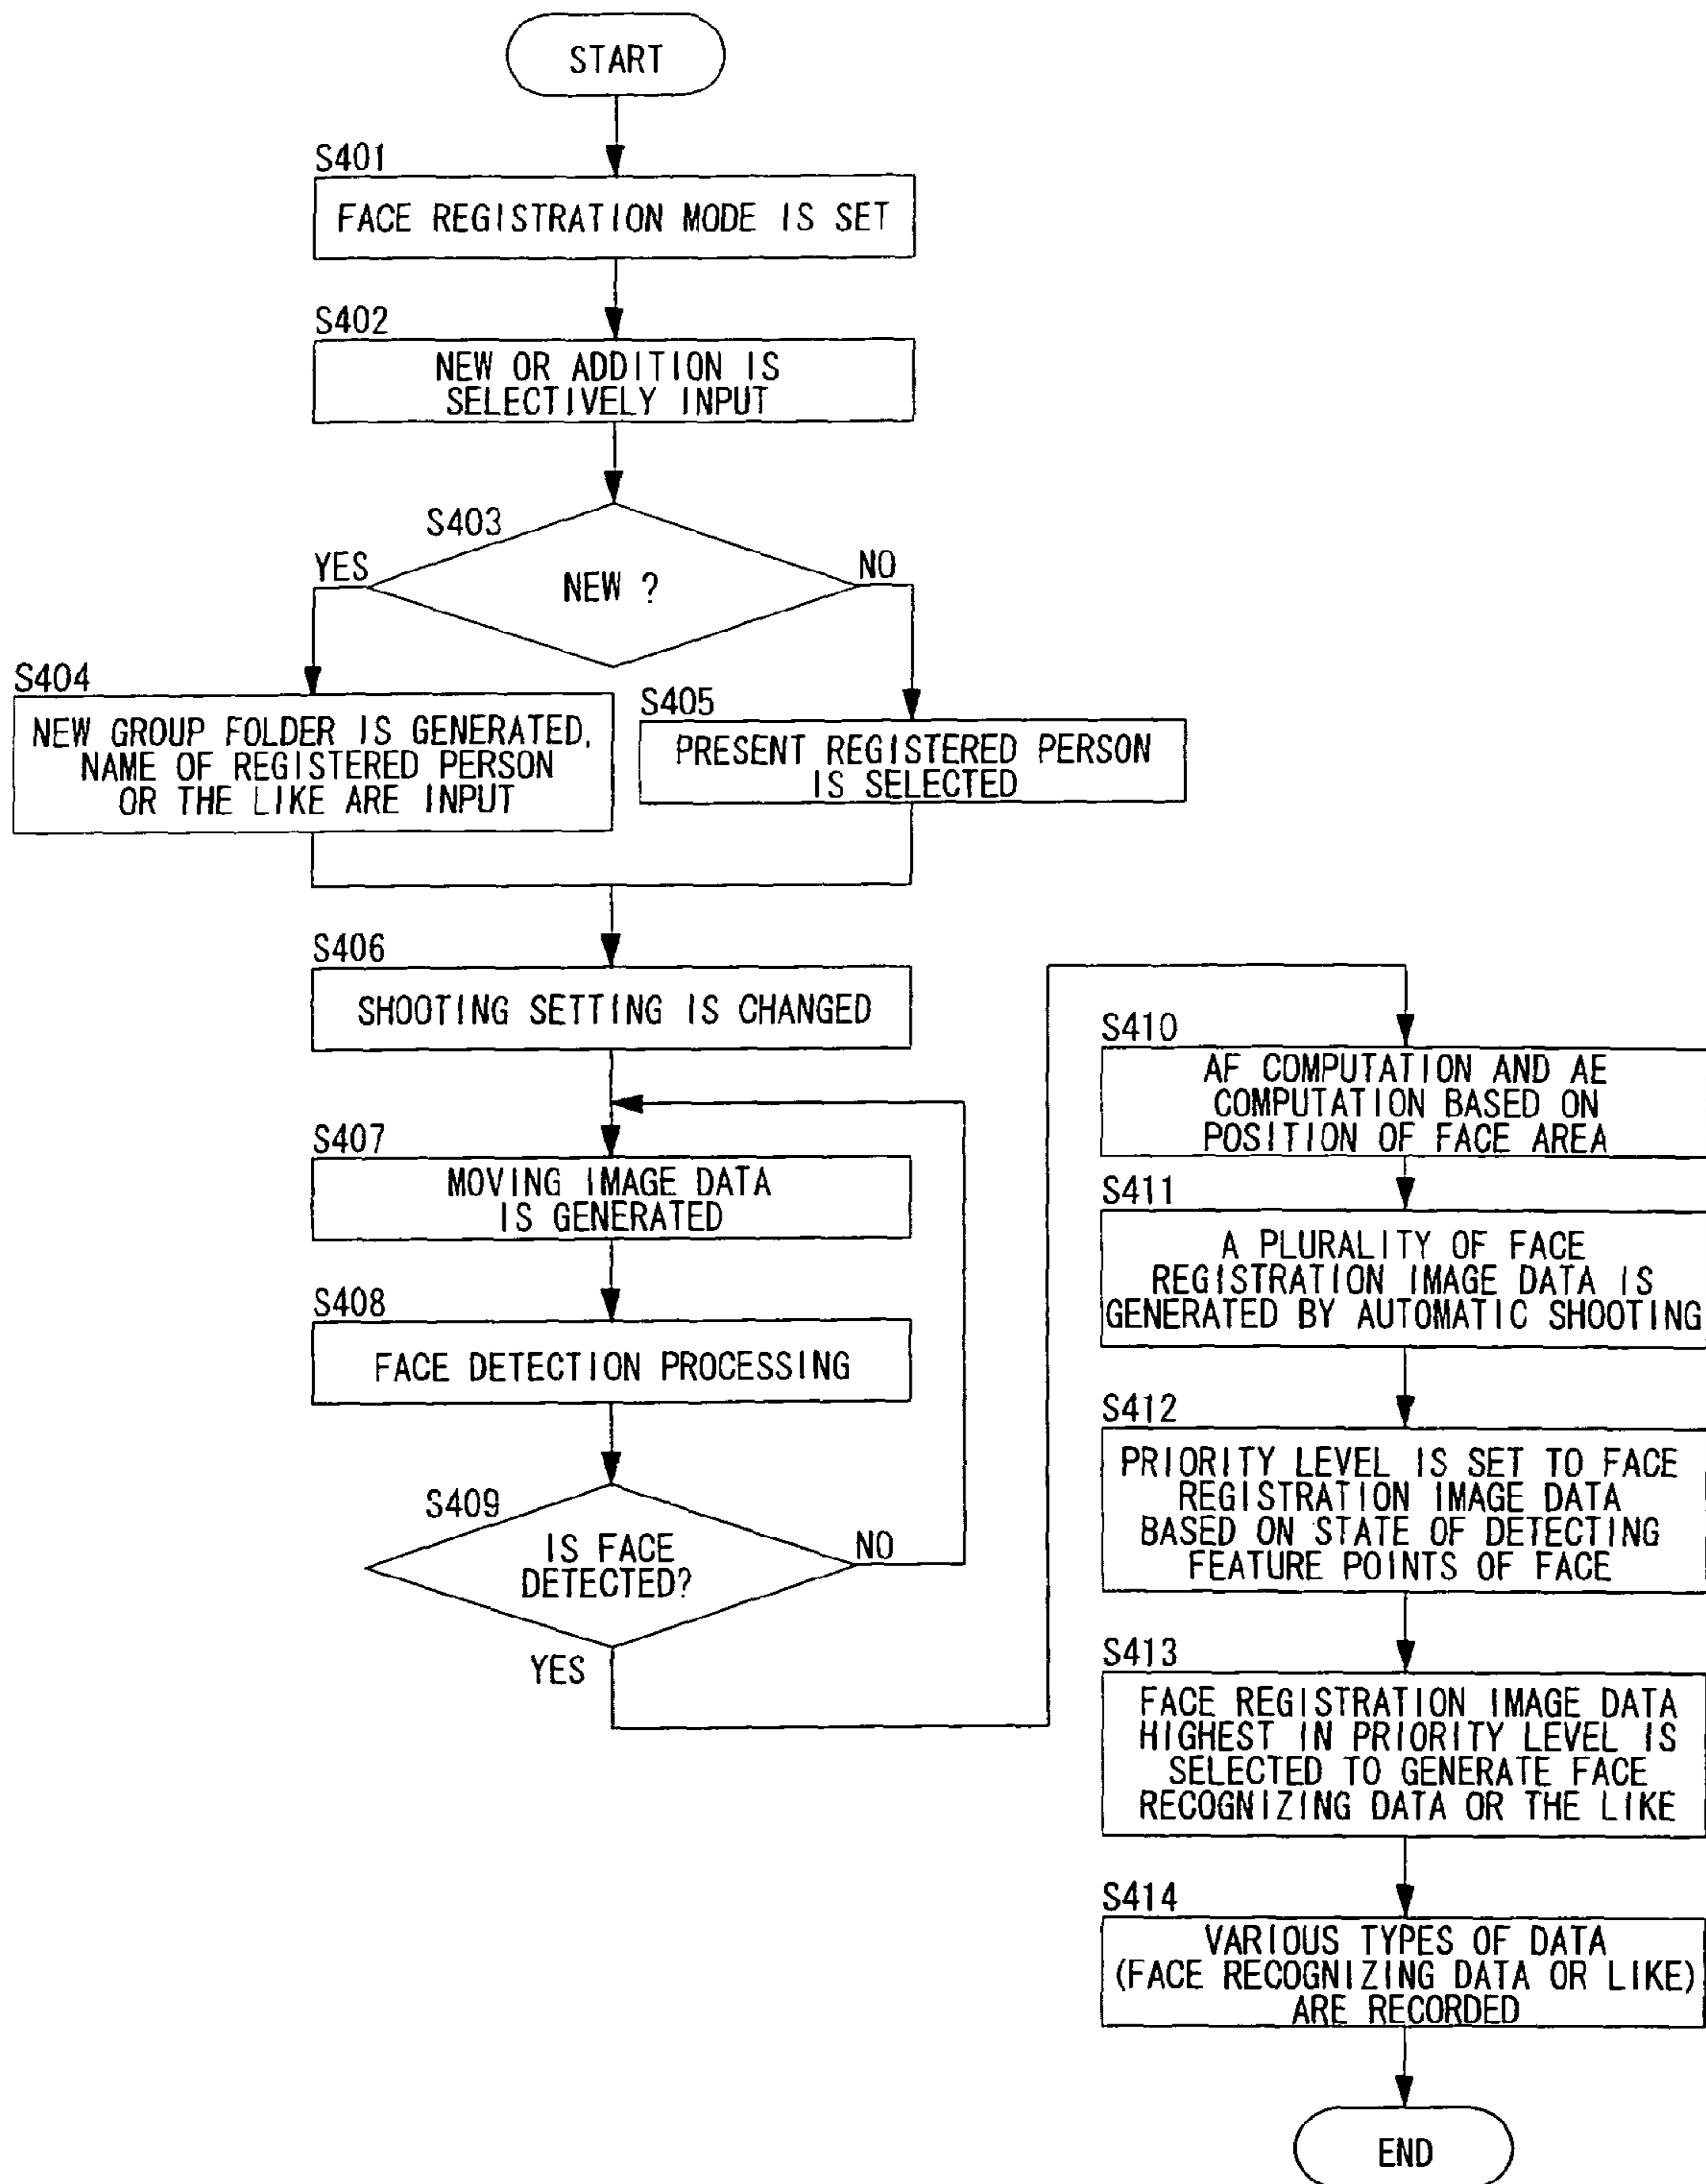 START
S401
FACE REGISTRATION MODE IS SET
S402
NEW OR ADDITION IS
SELECTIVELY INPUT
S403
YES
NEW ?
NO
S404
NEW GROUP FOLDER IS GENERATED,
NAME OF REGISTERED PERSON
OR THE LIKE ARE INPUT
S405
PRESENT REGISTERED PERSON
IS SELECTED
S406
SHOOTING SETTING IS CHANGED
S407
MOVING IMAGE DATA
IS GENERATED
S408
FACE DETECTION PROCESSING
S409
IS FACE
DETECTED?
NO
YES
S410
AF COMPUTATION AND AE
COMPUTATION BASED ON
POSITION OF FACE AREA
S411
A PLURALITY OF FACE
REGISTRATION IMAGE DATA IS
GENERATED BY AUTOMATIC SHOOTING
S412
PRIORITY LEVEL IS SET TO FACE
REGISTRATION IMAGE DATA
BASED ON STATE OF DETECTING
FEATURE POINTS OF FACE
S413
FACE REGISTRATION IMAGE DATA
HIGHEST IN PRIORITY LEVEL IS
SELECTED TO GENERATE FACE
RECOGNIZING DATA OR THE LIKE
S414
VARIOUS TYPES OF DATA
(FACE RECOGNIZING DATA OR LIKE)
ARE RECORDED
END